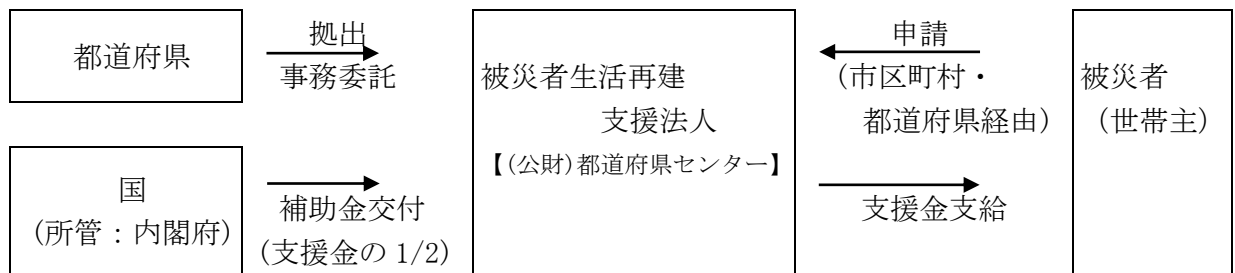 都道府県
拠出
事務委託
国
(所管：内閣府)
補助金交付
(支援金の 1/2)
被災者生活再建
支援法人
【(公財)都道府県センター】
申請
(市区町村・
都道府県経由)
支援金支給
被災者
(世帯主)